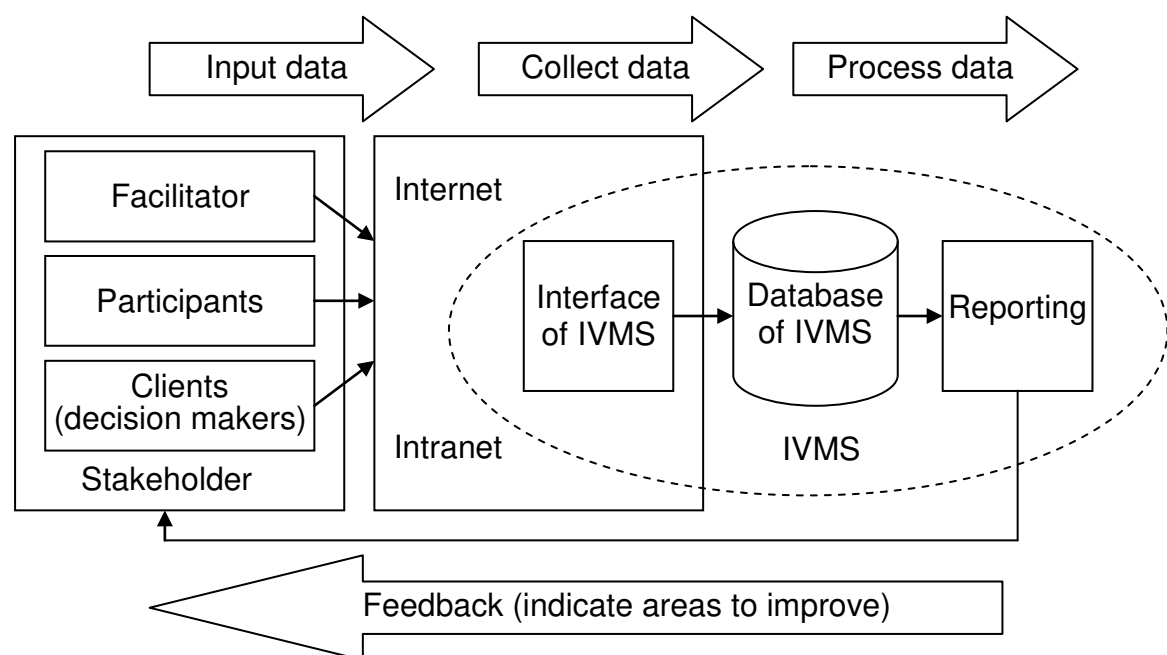 Input data
Collect data
Process data
Facilitator
Participants
Clients
(decision makers)
Stakeholder
Internet
Intranet
Interface
of IVMS
Database
of IVMS
Reporting
IVMS
Feedback (indicate areas to improve)